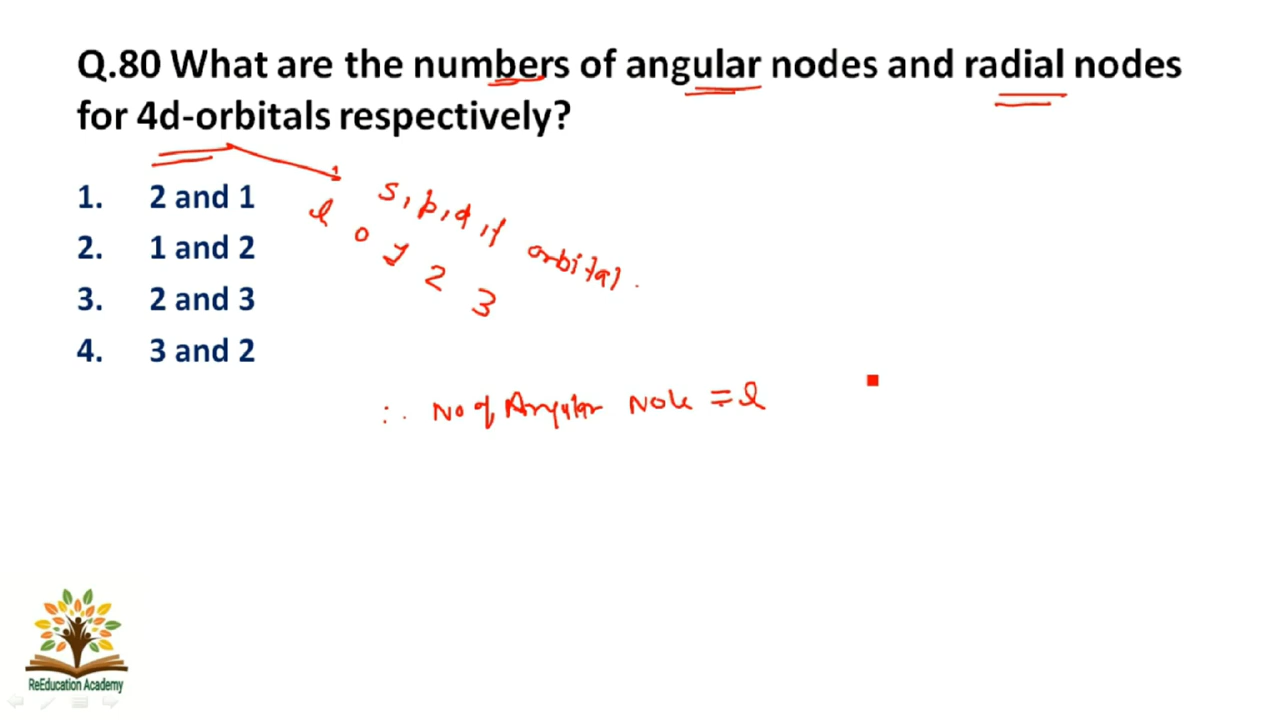 Q.80 What are the numbers of angular nodes and radial nodes
for 4d-orbitals respectively?
1. 2 and 1
2. 1 and 2
3. 2 and 3
4. 3 and 2
s, p, d, f orbital.
l 0 1 2 3
∴ No of Angular Node = l
ReEducation Academy